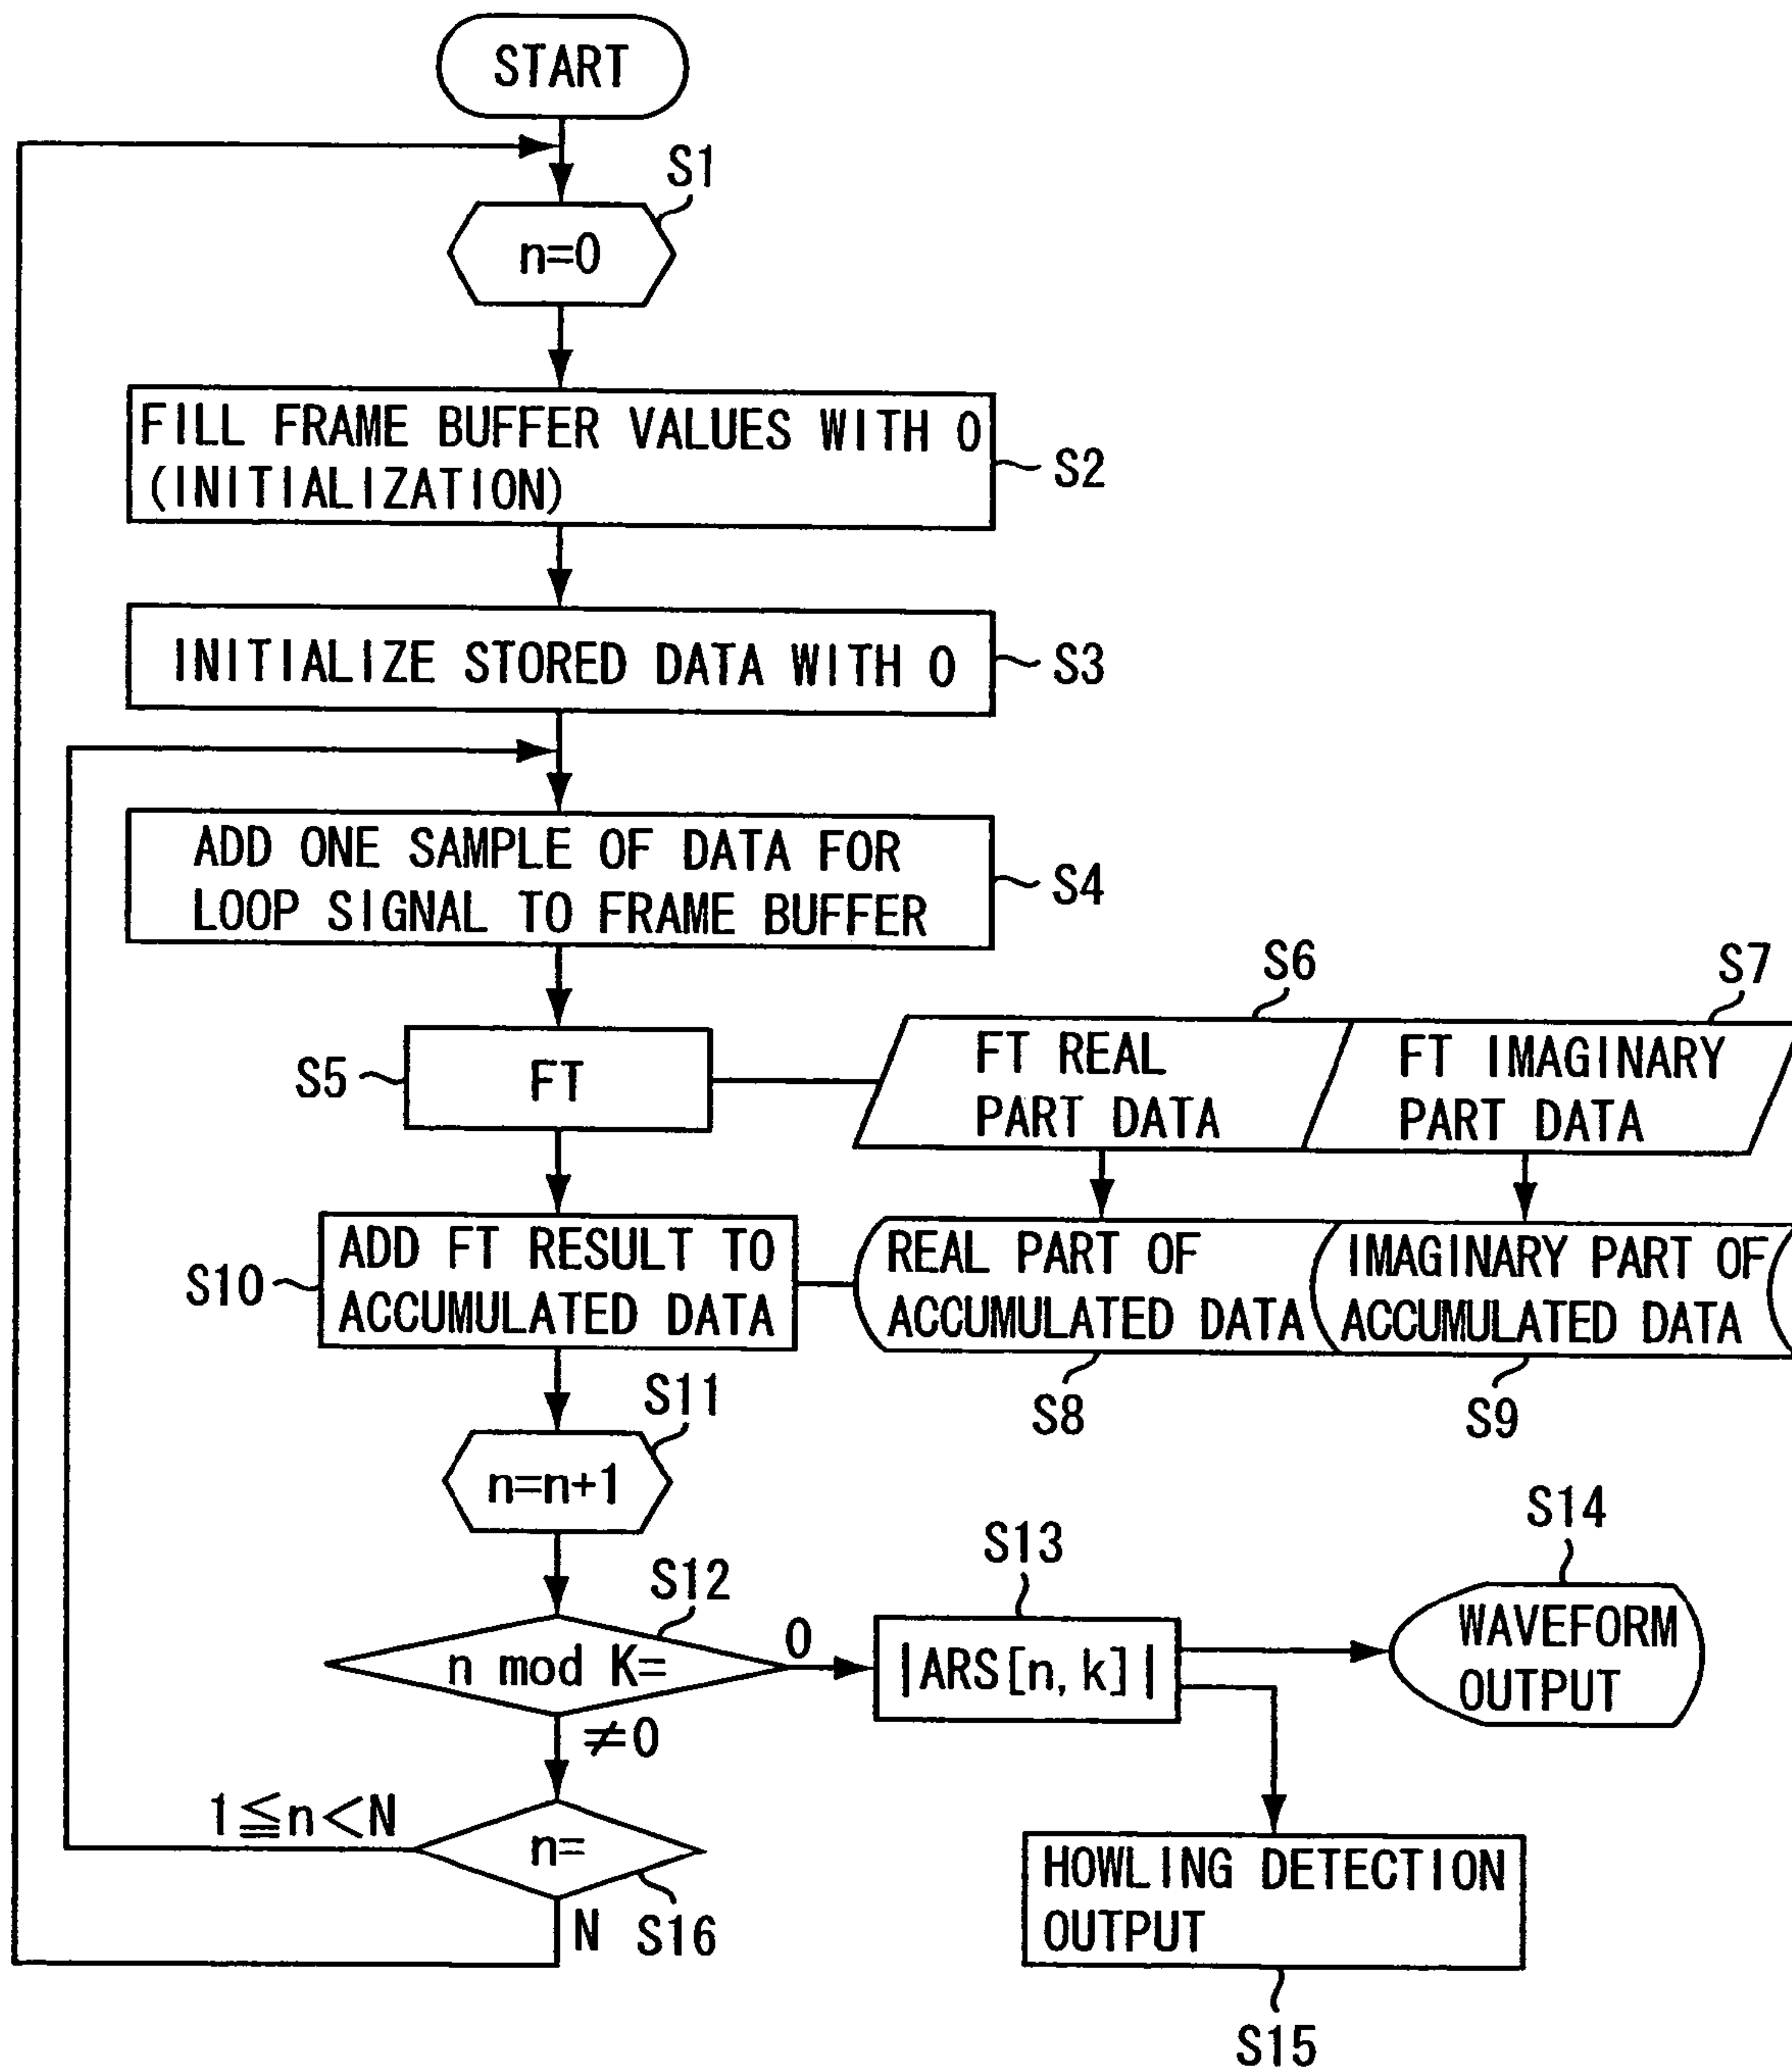 START
S1
n=0
FILL FRAME BUFFER VALUES WITH 0
(INITIALIZATION)
S2
INITIALIZE STORED DATA WITH 0
S3
ADD ONE SAMPLE OF DATA FOR
LOOP SIGNAL TO FRAME BUFFER
S4
S5
FT
S6
FT REAL
PART DATA
S7
FT IMAGINARY
PART DATA
S10
ADD FT RESULT TO
ACCUMULATED DATA
REAL PART OF
ACCUMULATED DATA
S8
IMAGINARY PART OF
ACCUMULATED DATA
S9
S11
n=n+1
S12
n mod K=
0
≠0
S13
|ARS[n,k]|
S14
WAVEFORM
OUTPUT
1≦n<N
n=
N
S16
HOWLING DETECTION
OUTPUT
S15